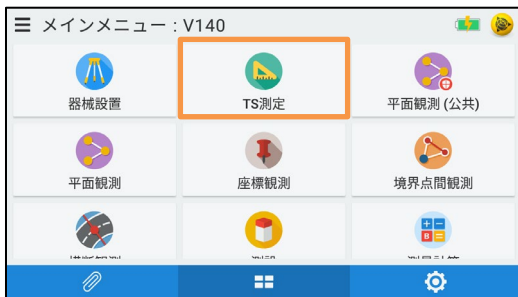 メインメニュー : V140
器械設置
TS測定
平面観測 (公共)
平面観測
座標観測
境界点間観測